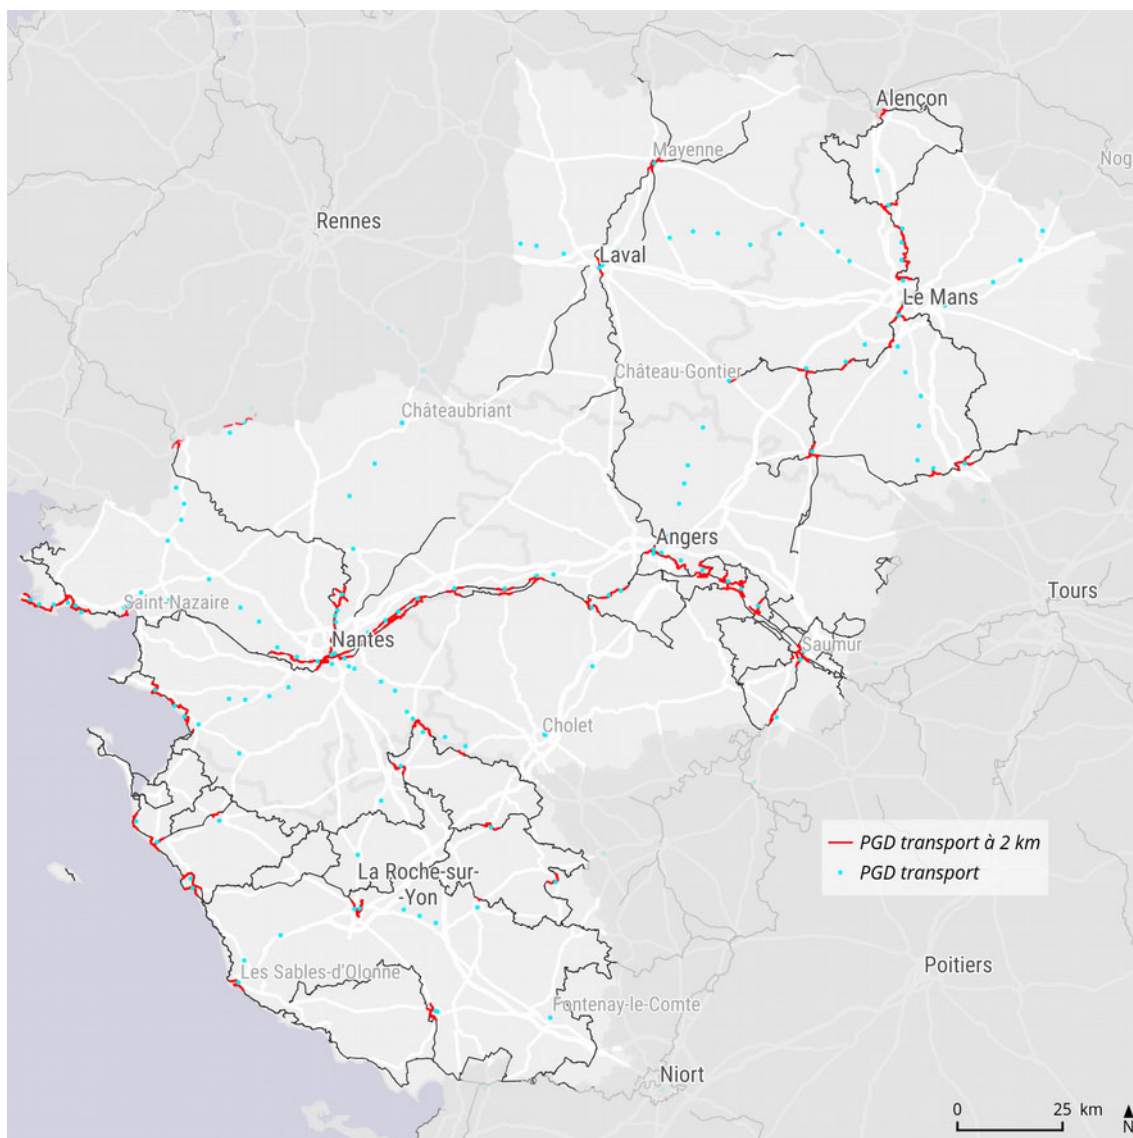 Alençon
Mayenne
Nog
Rennes
Laval
Le Mans
Château-Gontier
Châteaubriant
Angers
Tours
Saint-Nazaire
Nantes
Saumur
Cholet
PGD transport à 2 km
PGD transport
La Roche-sur-
-Yon
Poitiers
Les Sables-d'Olonne
Fontenay-le-Comte
Niort
0 25 km
N